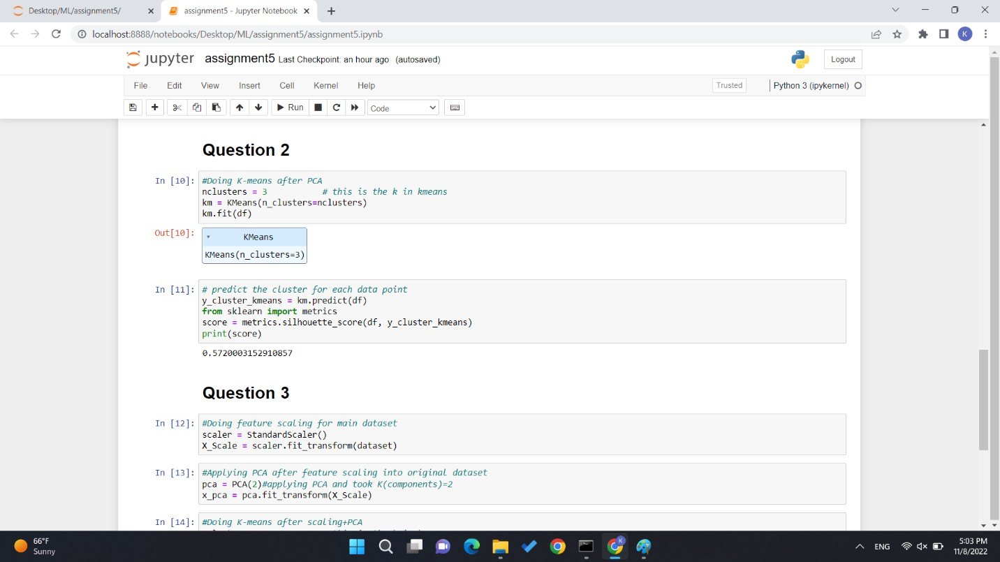 Desktop/ML/assignment5/
assignment5 - Jupyter Notebook
localhost:8888/notebooks/Desktop/ML/assignment5/assignment5.ipynb
K
jupyter assignment5 Last Checkpoint: an hour ago (autosaved)
Logout
File Edit View Insert Cell Kernel Help
Trusted
Python 3 (ipykernel)
Run
Code
Question 2
In [10]: #Doing K-means after PCA
nclusters = 3 # this is the k in kmeans
km = KMeans(n_clusters=nclusters)
km.fit(df)
Out[10]:
KMeans
KMeans(n_clusters=3)
In [11]: # predict the cluster for each data point
y_cluster_kmeans = km.predict(df)
from sklearn import metrics
score = metrics.silhouette_score(df, y_cluster_kmeans)
print(score)
0.5720003152910857
Question 3
In [12]: #Doing feature scaling for main dataset
scaler = StandardScaler()
X_Scale = scaler.fit_transform(dataset)
In [13]: #Applying PCA after feature scaling into original dataset
pca = PCA(2)#applying PCA and took K(components)=2
x_pca = pca.fit_transform(X_Scale)
In [14]: #Doing K-means after scaling+PCA
66°F
Sunny
K
ENG
5:03 PM
11/8/2022